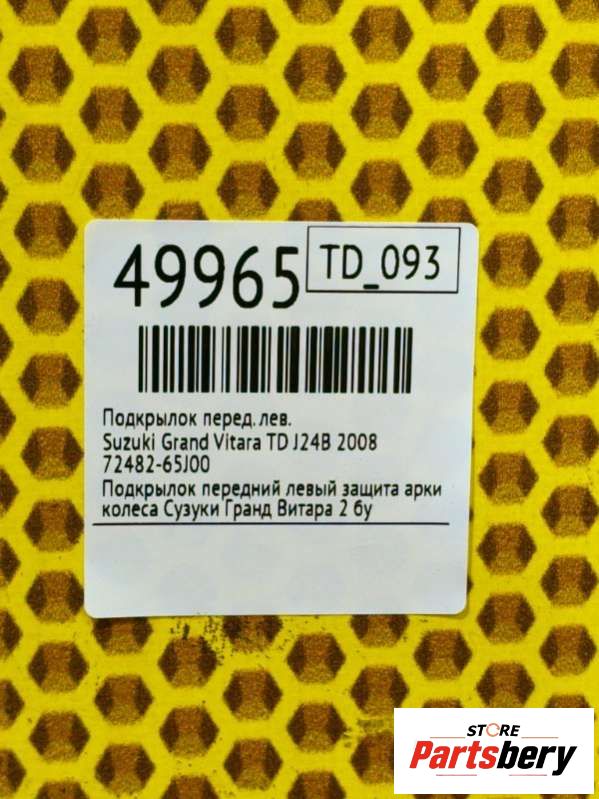 49965
TD_093
Подкрылок перед. лев.
Suzuki Grand Vitara TD J24B 2008
72482-65J00
Подкрылок передний левый защита арки
колеса Сузуки Гранд Витара 2 бу
STORE
Partsbery